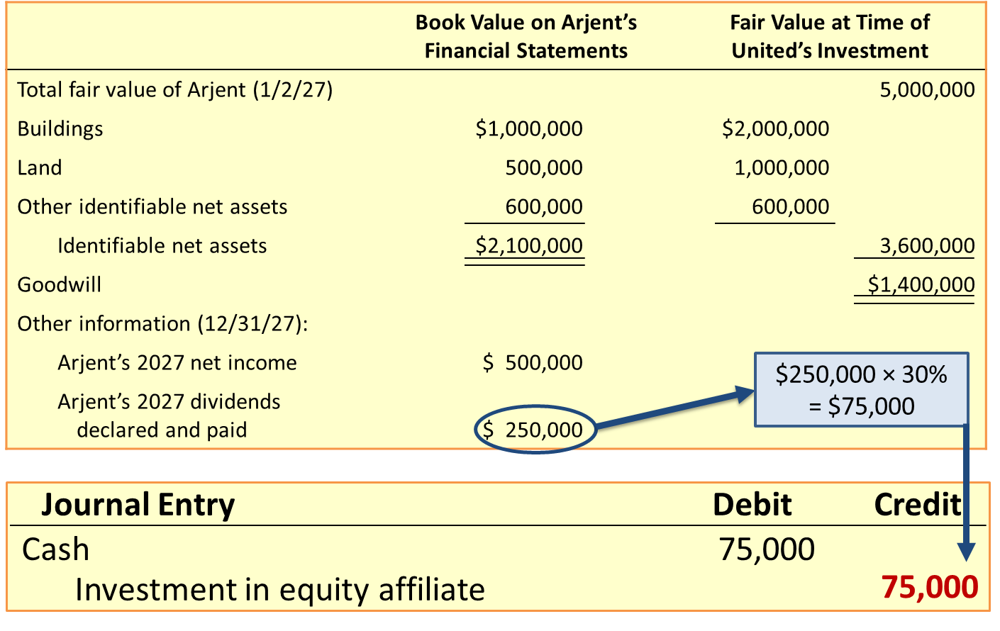 Book Value on Arjent’s Fair Value at Time of
Financial Statements United’s Investment
Total fair value of Arjent (1/2/27) 5,000,000
Buildings $1,000,000 $2,000,000
Land 500,000 1,000,000
Other identifiable net assets 600,000 600,000
Identifiable net assets $2,100,000 3,600,000
Goodwill $1,400,000
Other information (12/31/27):
Arjent’s 2027 net income $ 500,000
Arjent’s 2027 dividends
declared and paid $ 250,000
$250,000 × 30%
= $75,000
Journal Entry Debit Credit
Cash 75,000
Investment in equity affiliate 75,000